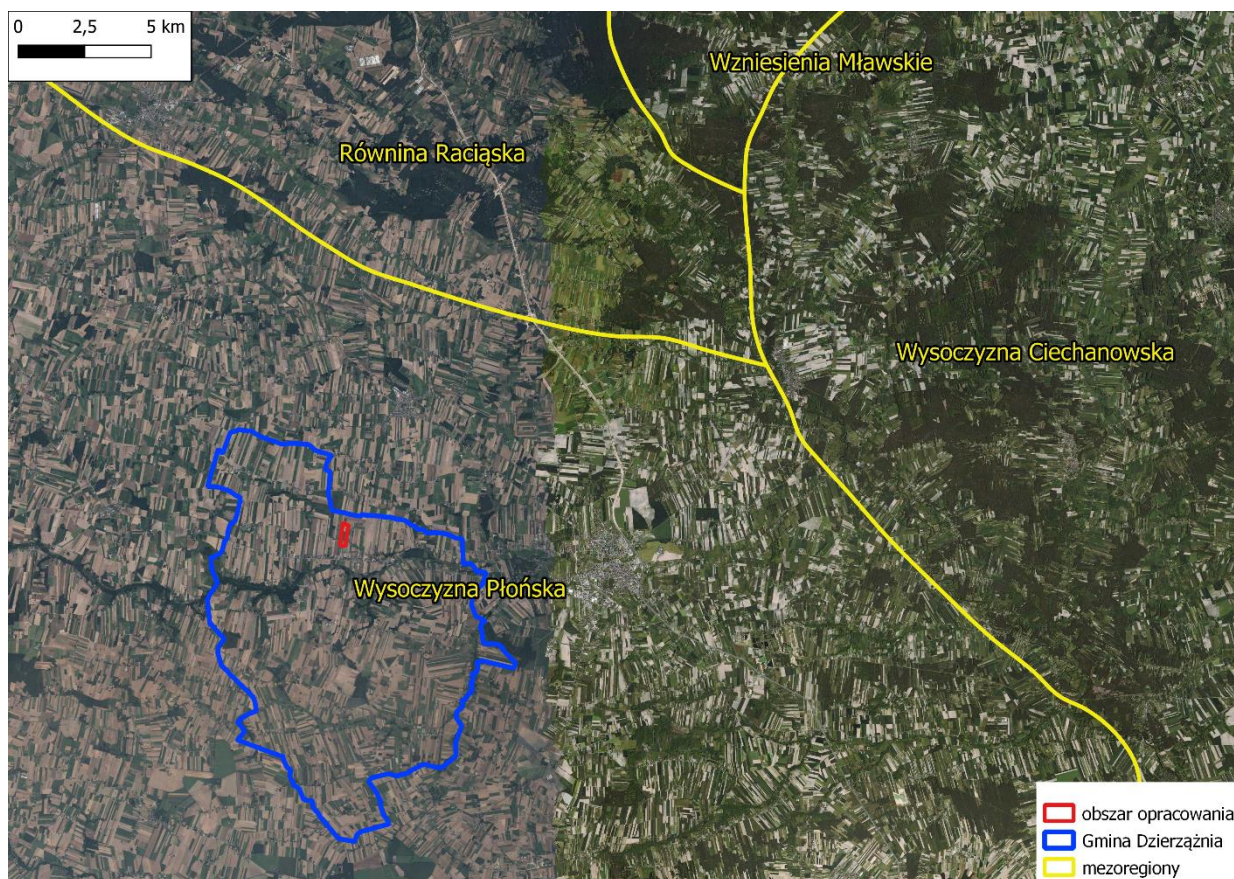 0 2,5 5 km
Wzniesienia Mławskie
Równina Raciąska
Wysoczyzna Ciechanowska
Wysoczyzna Płońska
obszar opracowania
Gmina Dzierzążnia
mezoregiony